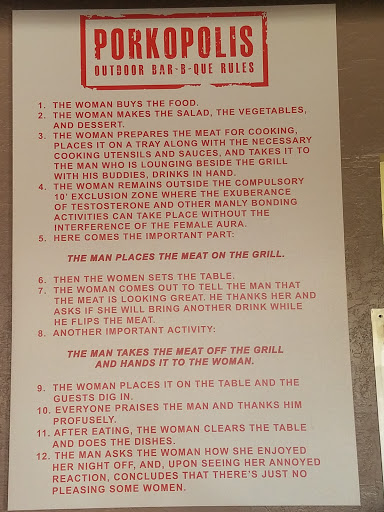 PORKOPOLIS
OUTDOOR BAR-B-QUE RULES
1. THE WOMAN BUYS THE FOOD.
2. THE WOMAN MAKES THE SALAD, THE VEGETABLES,
AND DESSERT.
3. THE WOMAN PREPARES THE MEAT FOR COOKING,
PLACES IT ON A TRAY ALONG WITH THE NECESSARY
COOKING UTENSILS AND SAUCES, AND TAKES IT TO
THE MAN WHO IS LOUNGING BESIDE THE GRILL
WITH HIS BUDDIES, DRINKS IN HAND.
4. THE WOMAN REMAINS OUTSIDE THE COMPULSORY
10' EXCLUSION ZONE WHERE THE EXUBERANCE
OF TESTOSTERONE AND OTHER MANLY BONDING
ACTIVITIES CAN TAKE PLACE WITHOUT THE
INTERFERENCE OF THE FEMALE AURA.
5. HERE COMES THE IMPORTANT PART:
THE MAN PLACES THE MEAT ON THE GRILL.
6. THEN THE WOMEN SETS THE TABLE.
7. THE WOMAN COMES OUT TO TELL THE MAN THAT
THE MEAT IS LOOKING GREAT. HE THANKS HER AND
ASKS IF SHE WILL BRING ANOTHER DRINK WHILE
HE FLIPS THE MEAT.
8. ANOTHER IMPORTANT ACTIVITY:
THE MAN TAKES THE MEAT OFF THE GRILL
AND HANDS IT TO THE WOMAN.
9. THE WOMAN PLACES IT ON THE TABLE AND THE
GUESTS DIG IN.
10. EVERYONE PRAISES THE MAN AND THANKS HIM
PROFUSELY.
11. AFTER EATING, THE WOMAN CLEARS THE TABLE
AND DOES THE DISHES.
12. THE MAN ASKS THE WOMAN HOW SHE ENJOYED
HER NIGHT OFF, AND, UPON SEEING HER ANNOYED
REACTION, CONCLUDES THAT THERE'S JUST NO
PLEASING SOME WOMEN.